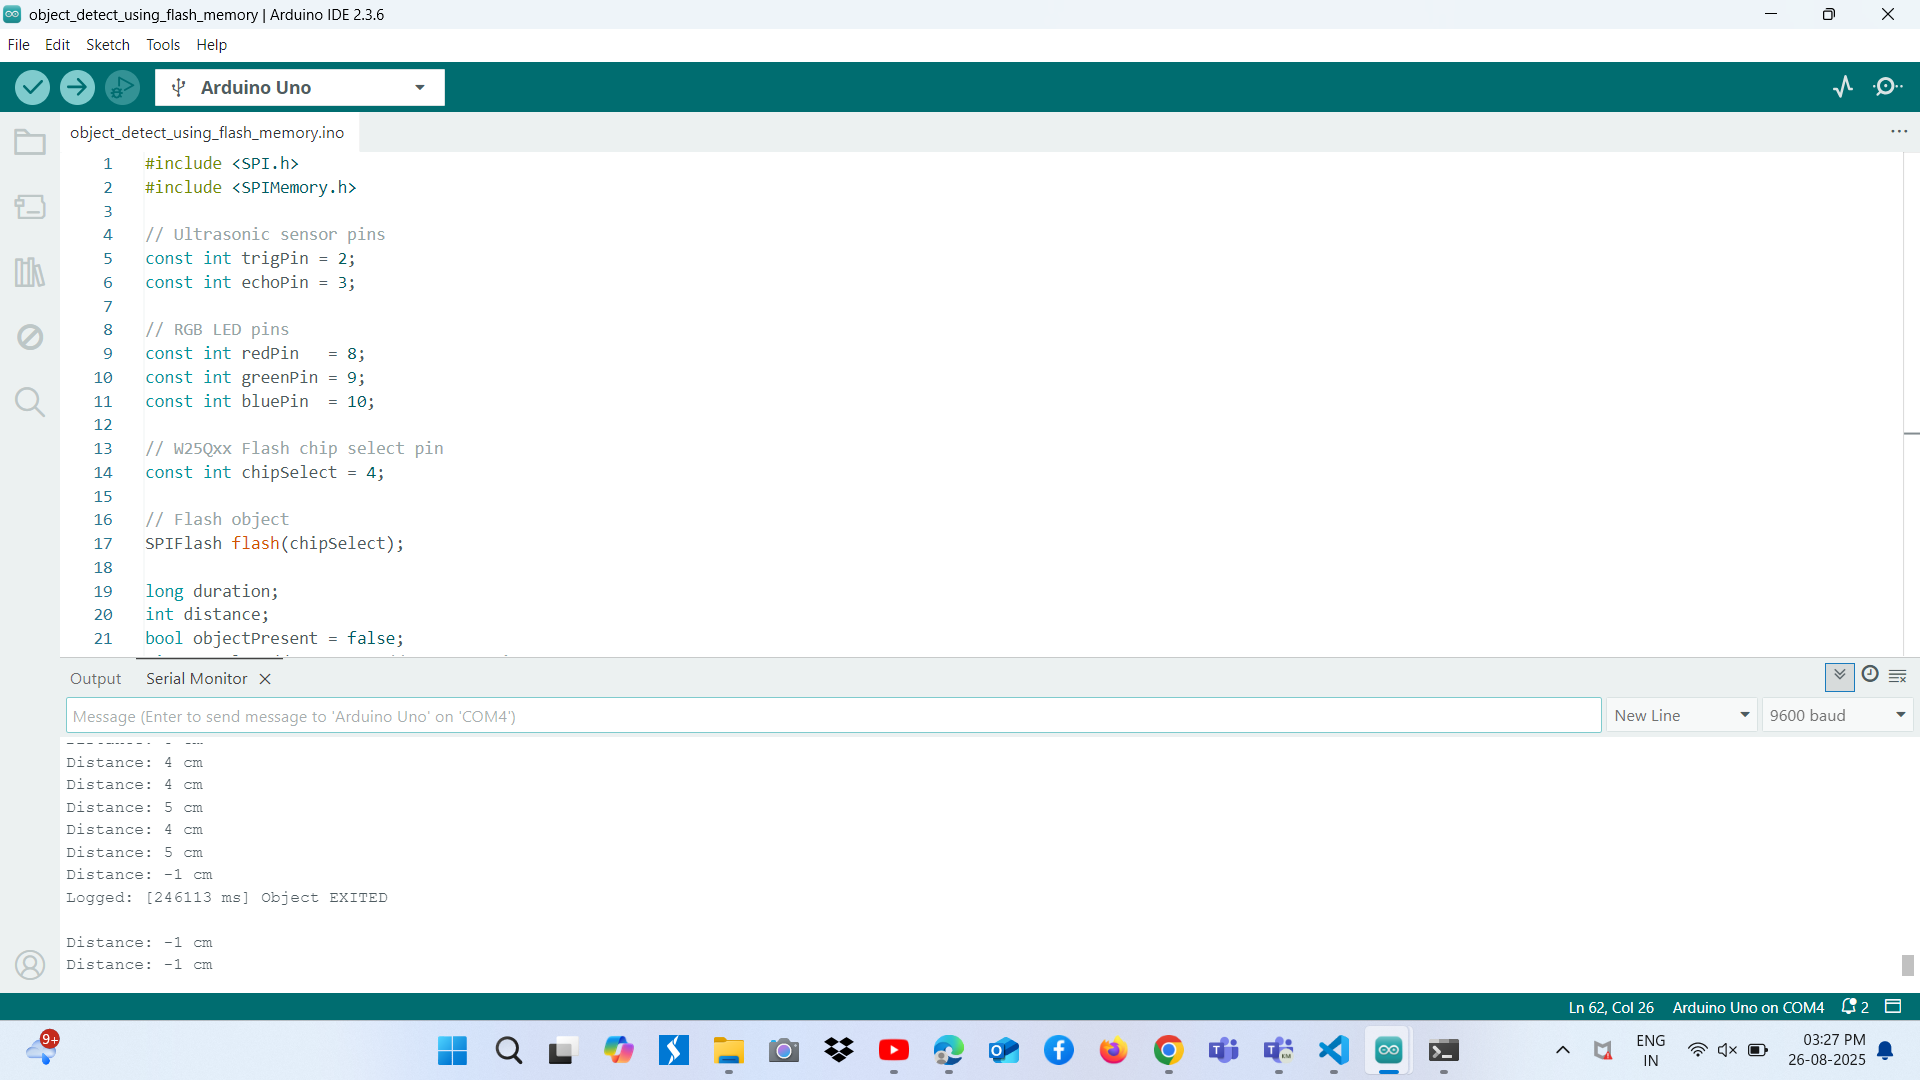 object_detect_using_flash_memory | Arduino IDE 2.3.6
File Edit Sketch Tools Help
Arduino Uno
object_detect_using_flash_memory.ino
1 #include <SPI.h>
2 #include <SPIMemory.h>
3
4 // Ultrasonic sensor pins
5 const int trigPin = 2;
6 const int echoPin = 3;
7
8 // RGB LED pins
9 const int redPin   = 8;
10 const int greenPin = 9;
11 const int bluePin  = 10;
12
13 // W25Qxx Flash chip select pin
14 const int chipSelect = 4;
15
16 // Flash object
17 SPIFlash flash(chipSelect);
18
19 long duration;
20 int distance;
21 bool objectPresent = false;
Output Serial Monitor
Message (Enter to send message to 'Arduino Uno' on 'COM4')
New Line 9600 baud
Distance: 4 cm
Distance: 4 cm
Distance: 5 cm
Distance: 4 cm
Distance: 5 cm
Distance: -1 cm
Logged: [246113 ms] Object EXITED
Distance: -1 cm
Distance: -1 cm
Ln 62, Col 26 Arduino Uno on COM4 2
9+
ENG
IN
03:27 PM
26-08-2025